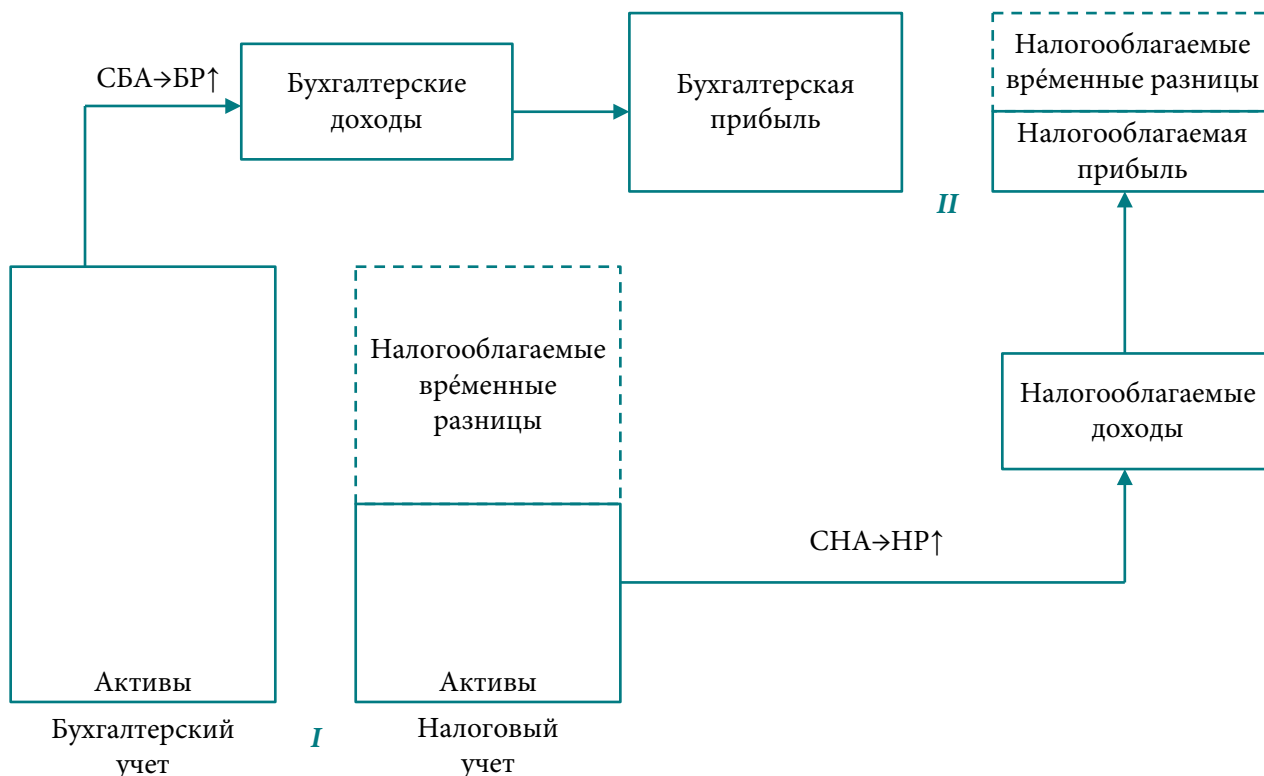 СБА→БР↑
Бухгалтерские
доходы
Бухгалтерская
прибыль
Налогооблагаемые
вре́менные разницы
Налогооблагаемая
прибыль
II
Налогооблагаемые
вре́менные
разницы
Налогооблагаемые
доходы
СНА→НР↑
Активы
Активы
Бухгалтерский
учет
I
Налоговый
учет